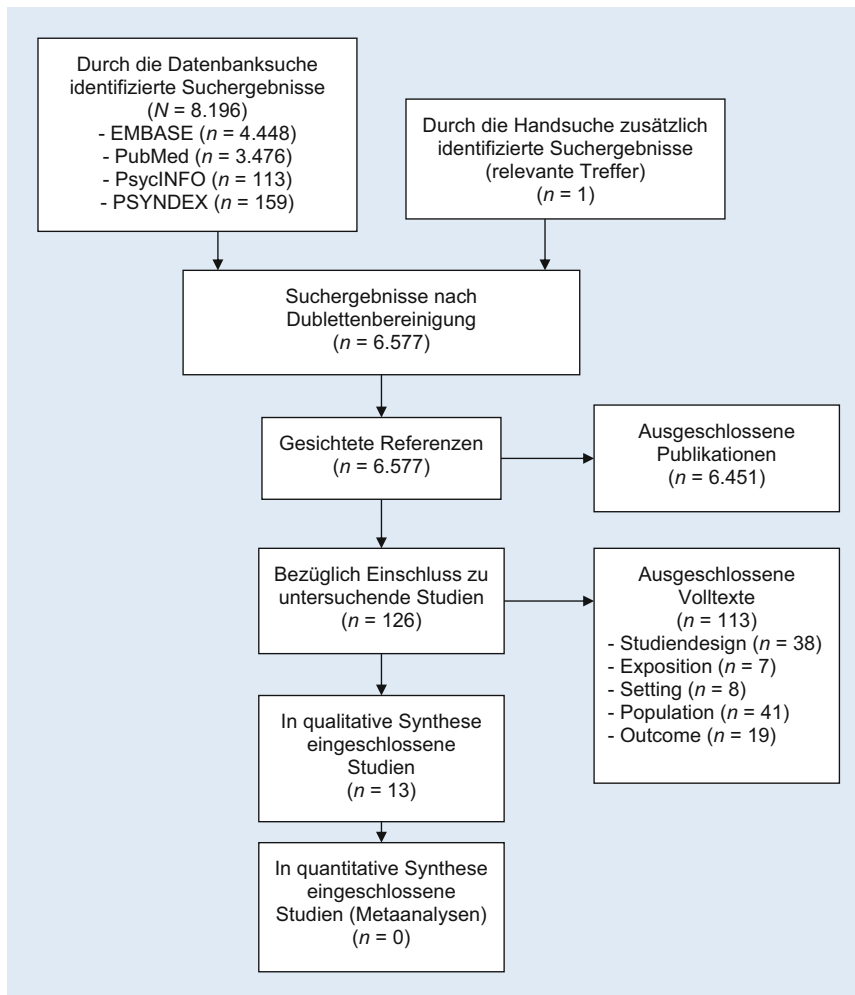 Durch die Datenbanksuche
identifizierte Suchergebnisse
(N = 8.196)
- EMBASE (n = 4.448)
- PubMed (n = 3.476)
- PsycINFO (n = 113)
- PSYNDEX (n = 159)
Durch die Handsuche zusätzlich
identifizierte Suchergebnisse
(relevante Treffer)
(n = 1)
Suchergebnisse nach
Dublettenbereinigung
(n = 6.577)
Gesichtete Referenzen
(n = 6.577)
Ausgeschlossene
Publikationen
(n = 6.451)
Bezüglich Einschluss zu
untersuchende Studien
(n = 126)
Ausgeschlossene
Volltexte
(n = 113)
- Studiendesign (n = 38)
- Exposition (n = 7)
- Setting (n = 8)
- Population (n = 41)
- Outcome (n = 19)
In qualitative Synthese
eingeschlossene
Studien
(n = 13)
In quantitative Synthese
eingeschlossene
Studien (Metaanalysen)
(n = 0)